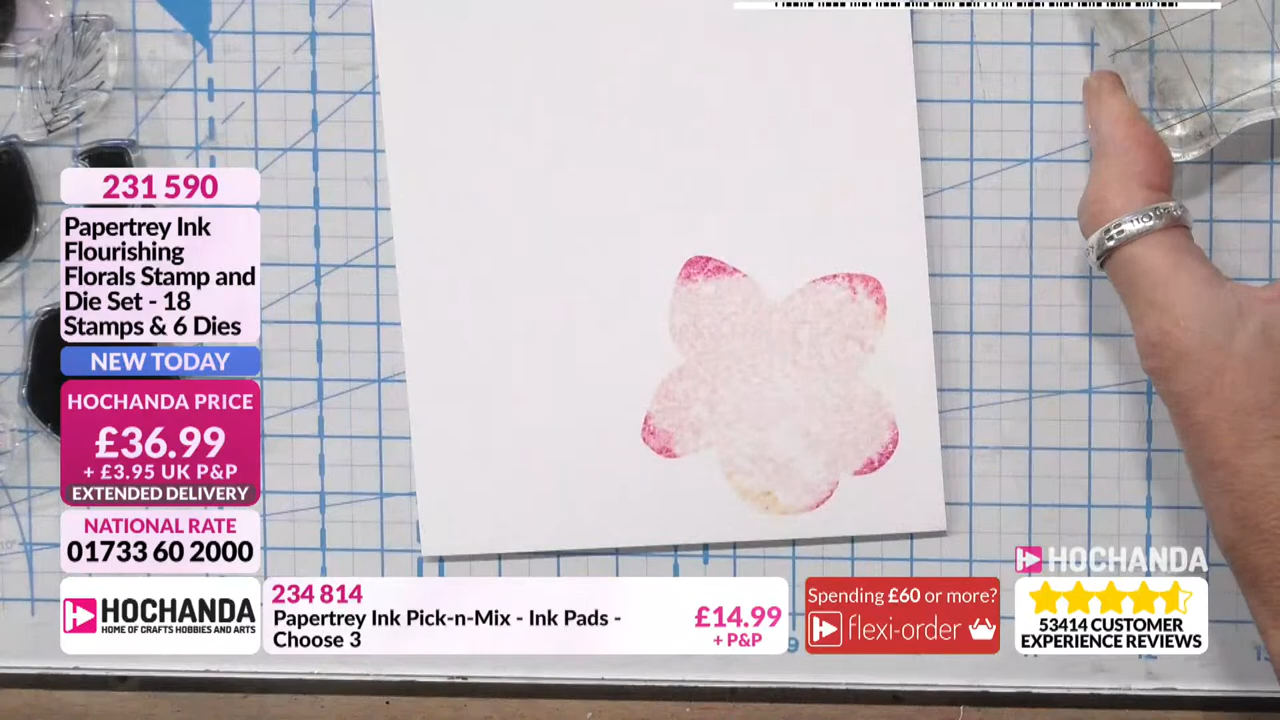 231 590
Papertrey Ink
Flourishing
Florals Stamp and
Die Set - 18
Stamps & 6 Dies
NEW TODAY
HOCHANDA PRICE
£36.99
+ £3.95 UK P&P
EXTENDED DELIVERY
NATIONAL RATE
01733 60 2000
HOCHANDA
HOME OF CRAFTS HOBBIES AND ARTS
234 814
Papertrey Ink Pick-n-Mix - Ink Pads -
Choose 3
£14.99
+ P&P
Spending £60 or more?
flexi-order
HOCHANDA
53414 CUSTOMER
EXPERIENCE REVIEWS